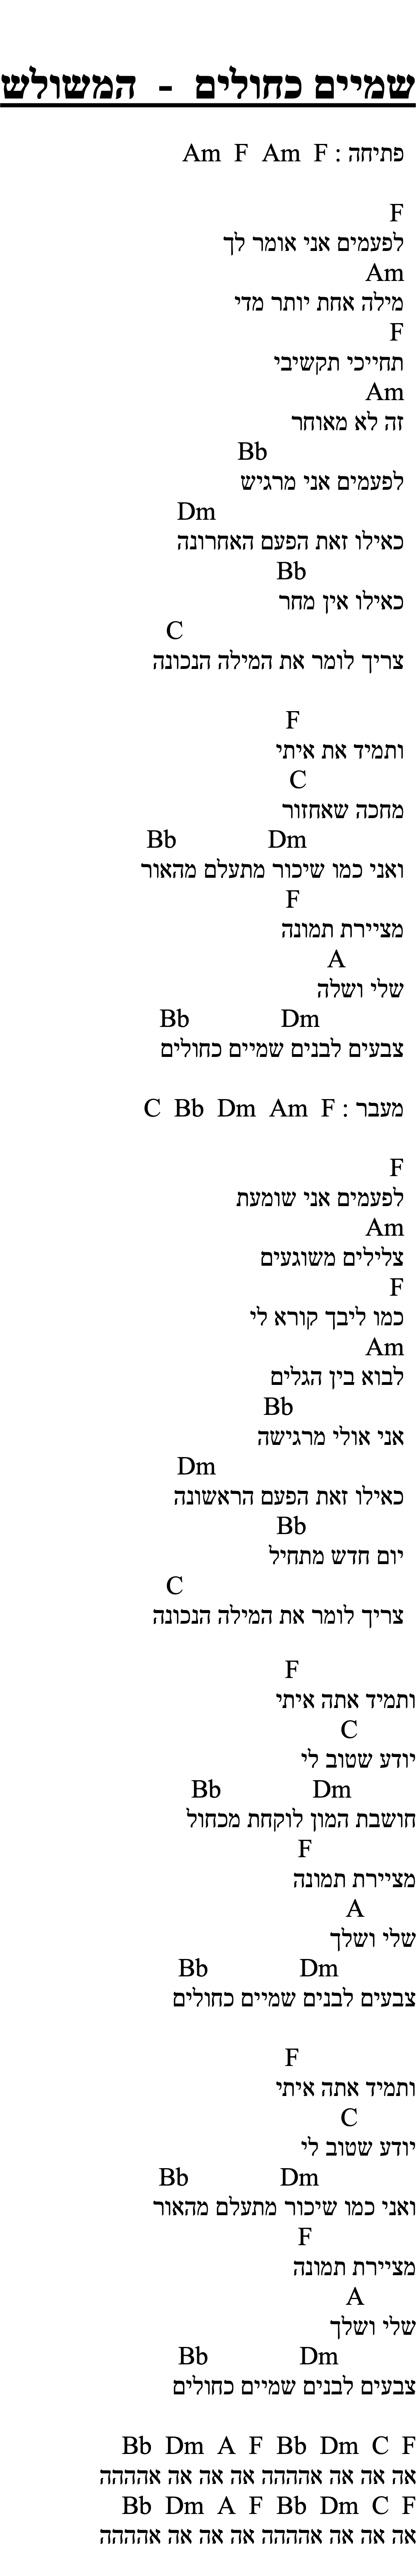 שמיים כחולים - המשולש
פתיחה : Am F Am F
F
לפעמים אני אומר לך
Am
מילה אחת יותר מדי
F
תחייכי תקשיבי
Am
זה לא מאוחר
Bb
לפעמים אני מרגיש
Dm
כאילו זאת הפעם האחרונה
Bb
כאילו אין מחר
C
צריך לומר את המילה הנכונה
F
ותמיד את איתי
C
מחכה שאחזור
Bb Dm
ואני כמו שיכור מתעלם מהאור
F
מציירת תמונה
A
שלי ושלה
Bb Dm
צבעים לבנים שמיים כחולים
מעבר : C Bb Dm Am F
F
לפעמים אני שומעת
Am
צלילים משוגעים
F
כמו ליבך קורא לי
Am
לבוא בין הגלים
Bb
אני אולי מרגישה
Dm
כאילו זאת הפעם הראשונה
Bb
יום חדש מתחיל
C
צריך לומר את המילה הנכונה
F
ותמיד אתה איתי
C
יודע שטוב לי
Bb Dm
חושבת המון לוקחת מכחול
F
מציירת תמונה
A
שלי ושלך
Bb Dm
צבעים לבנים שמיים כחולים
F
ותמיד אתה איתי
C
יודע שטוב לי
Bb Dm
ואני כמו שיכור מתעלם מהאור
F
מציירת תמונה
A
שלי ושלך
Bb Dm
צבעים לבנים שמיים כחולים
Bb Dm A F Bb Dm C F
אה אה אה אההההה אה אה אה אההההה
Bb Dm A F Bb Dm C F
אה אה אה אההההה אה אה אה אההההה